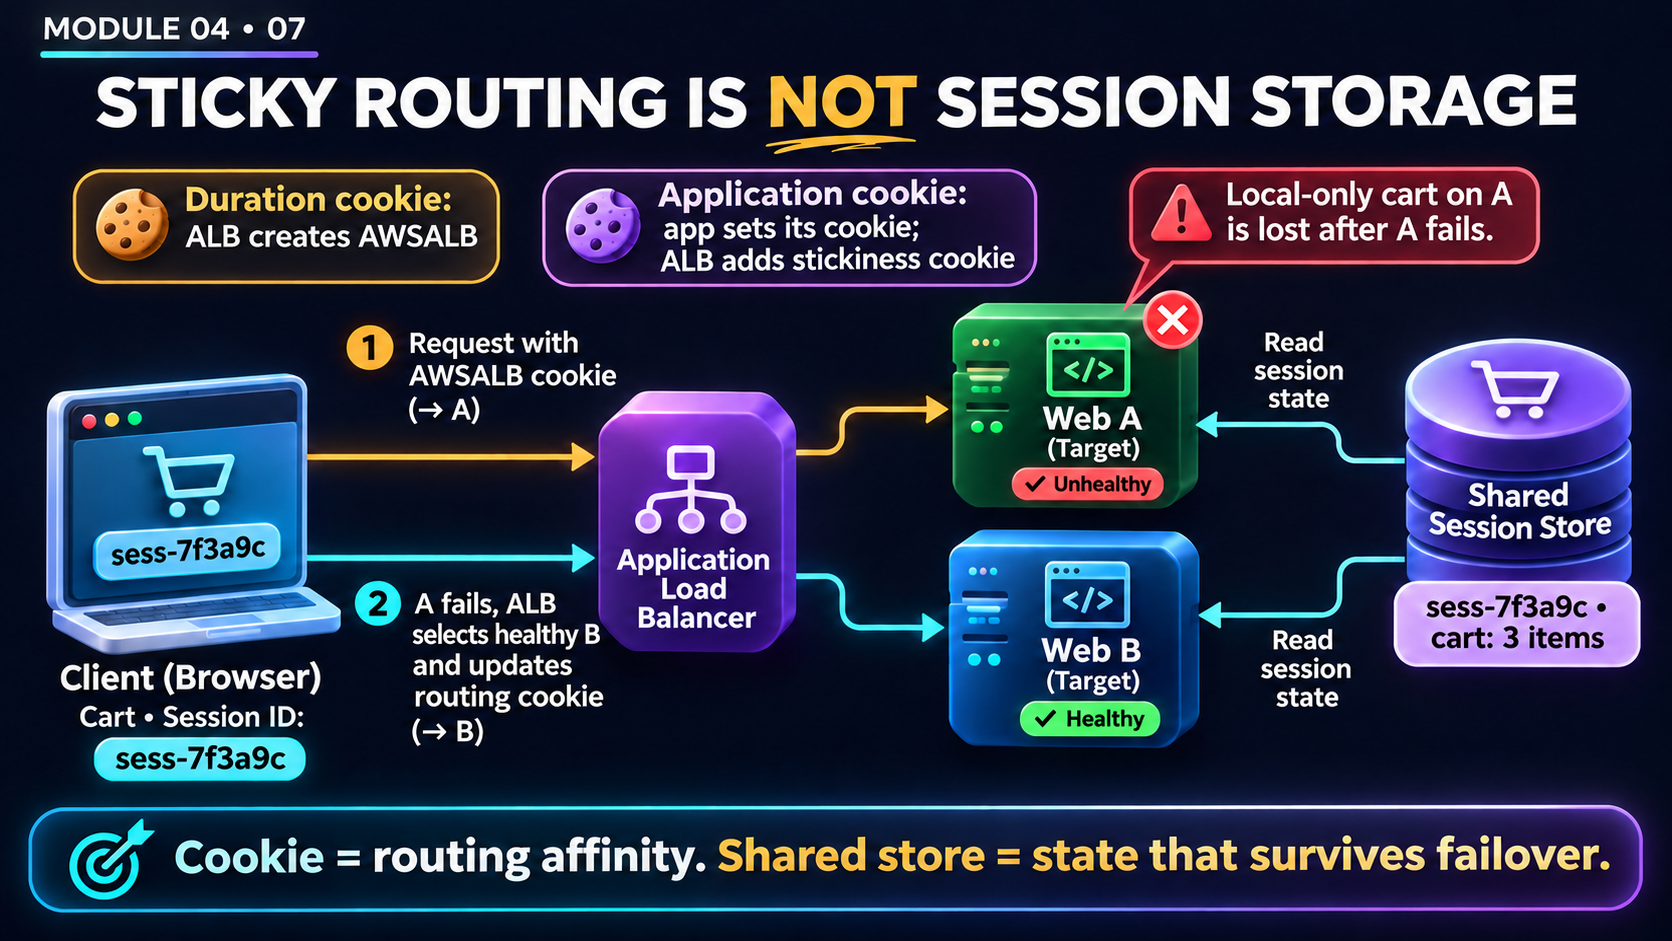 MODULE 04 • 07
STICKY ROUTING IS NOT SESSION STORAGE
Duration cookie:
ALB creates AWSALB
Application cookie:
app sets its cookie;
ALB adds stickiness cookie
Local-only cart on A
is lost after A fails.
1
Request with
AWSALB cookie
(→ A)
sess-7f3a9c
Client (Browser)
Cart • Session ID:
sess-7f3a9c
2
A fails, ALB
selects healthy B
and updates
routing cookie
(→ B)
Application
Load
Balancer
</>
Web A
(Target)
✓ Unhealthy
</>
Web B
(Target)
✓ Healthy
Read
session
state
Read
session
state
Shared
Session Store
sess-7f3a9c •
cart: 3 items
Cookie = routing affinity. Shared store = state that survives failover.